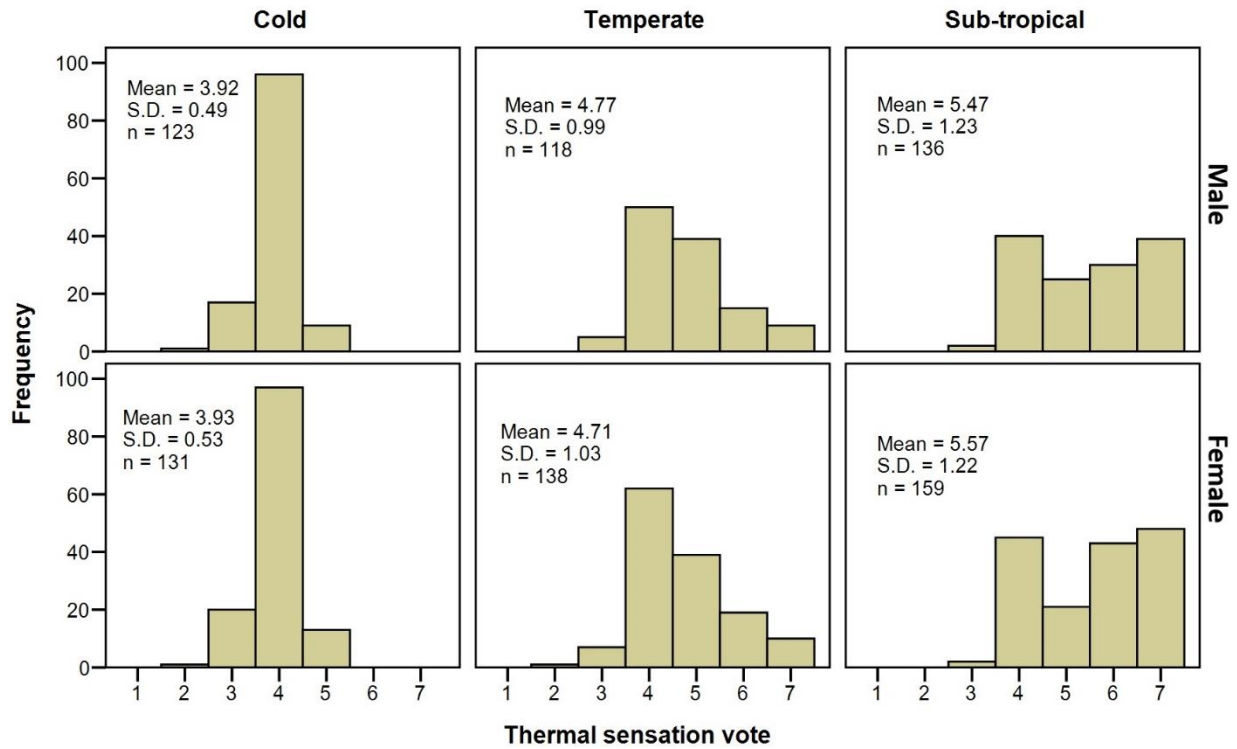 Cold
Temperate
Sub-tropical
100
80
60
40
20
0
Mean = 3.92
S.D. = 0.49
n = 123
Mean = 4.77
S.D. = 0.99
n = 118
Mean = 5.47
S.D. = 1.23
n = 136
Male
Frequency
100
80
60
40
20
0
Mean = 3.93
S.D. = 0.53
n = 131
Mean = 4.71
S.D. = 1.03
n = 138
Mean = 5.57
S.D. = 1.22
n = 159
Female
1 2 3 4 5 6 7
1 2 3 4 5 6 7
1 2 3 4 5 6 7
Thermal sensation vote